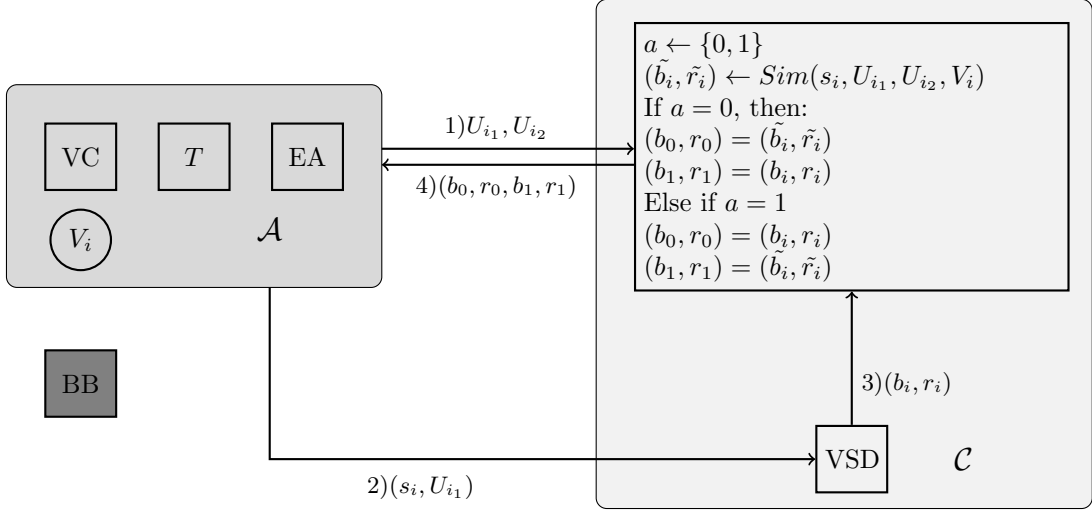 VC
T
EA
V_i
𝒜
BB
1)U_{i_1}, U_{i_2}
4)(b_0, r_0, b_1, r_1)
2)(s_i, U_{i_1})
a ← {0, 1}
(b̃_i, r̃_i) ← Sim(s_i, U_{i_1}, U_{i_2}, V_i)
If a = 0, then:
(b_0, r_0) = (b̃_i, r̃_i)
(b_1, r_1) = (b_i, r_i)
Else if a = 1
(b_0, r_0) = (b_i, r_i)
(b_1, r_1) = (b̃_i, r̃_i)
3)(b_i, r_i)
VSD
𝒞